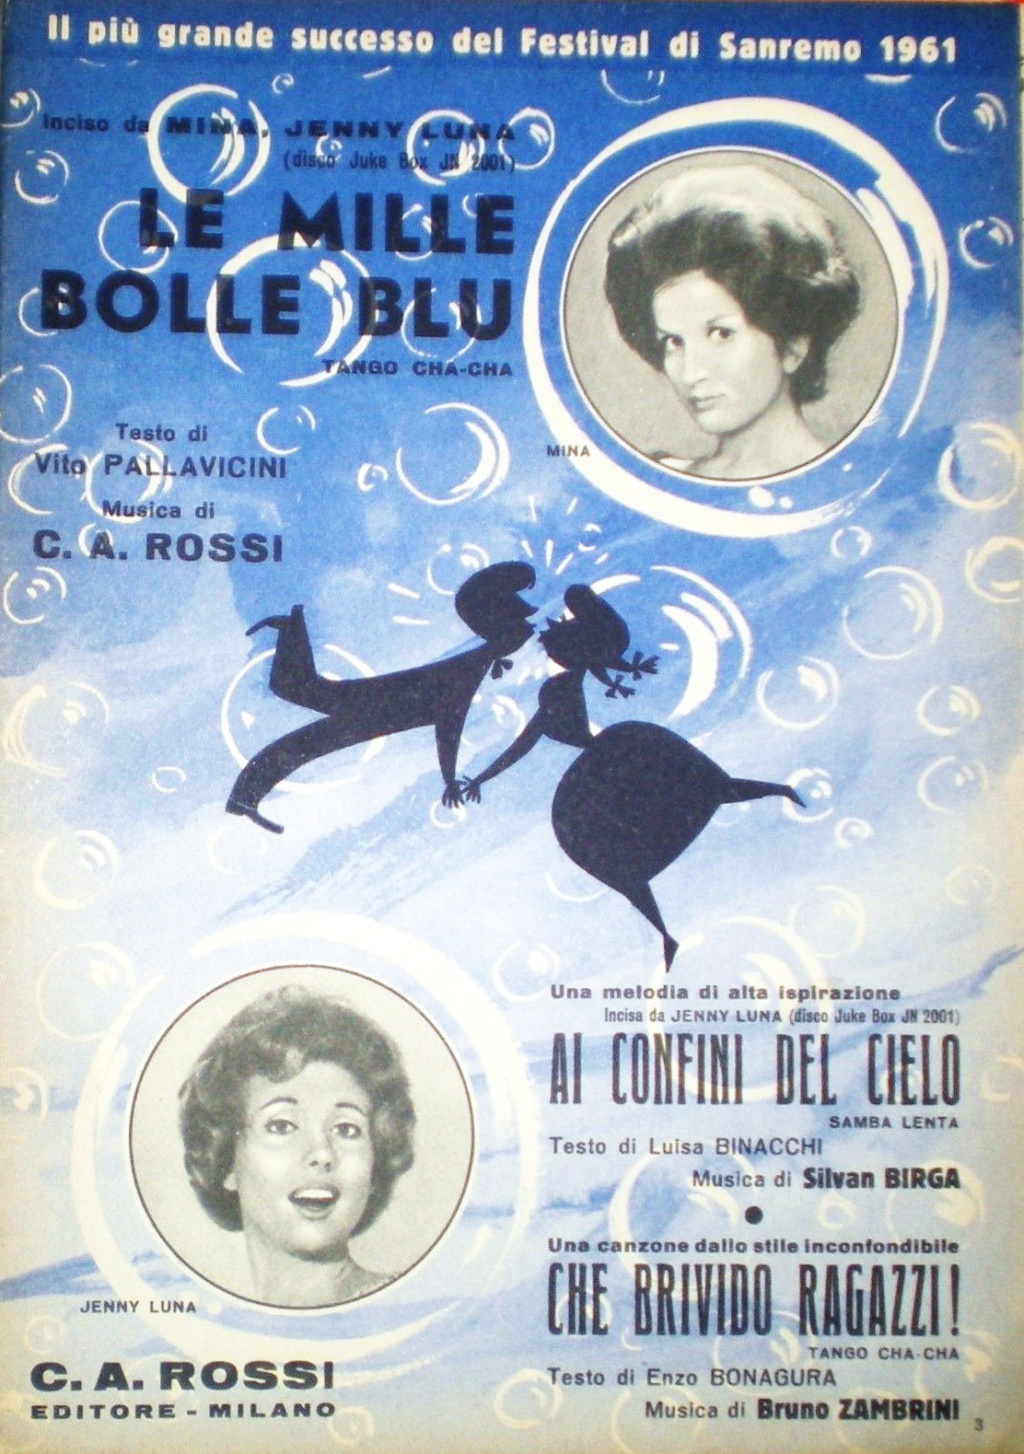 Il più grande successo del Festival di Sanremo 1961
Inciso da MINA, JENNY LUNA
(disco Juke Box JN 2001)
LE MILLE
BOLLE BLU
TANGO CHA-CHA
MINA
Testo di
Vito PALLAVICINI
Musica di
C. A. ROSSI
Una melodia di alta ispirazione
Incisa da JENNY LUNA (disco Juke Box JN 2001)
AI CONFINI DEL CIELO
SAMBA LENTA
Testo di Luisa BINACCHI
Musica di Silvan BIRGA
Una canzone dallo stile inconfondibile
CHE BRIVIDO RAGAZZI!
TANGO CHA-CHA
Testo di Enzo BONAGURA
Musica di Bruno ZAMBRINI
JENNY LUNA
C. A. ROSSI
EDITORE - MILANO
3